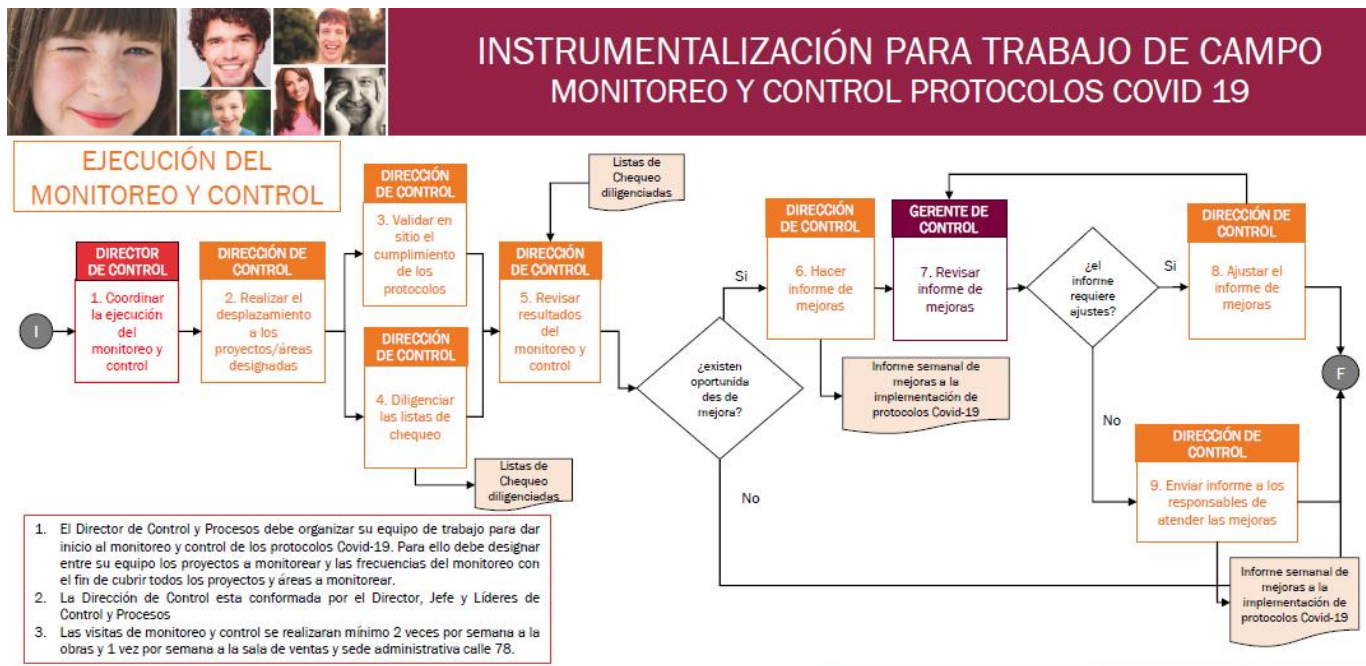 INSTRUMENTALIZACIÓN PARA TRABAJO DE CAMPO
MONITOREO Y CONTROL PROTOCOLOS COVID 19
EJECUCIÓN DEL
MONITOREO Y CONTROL
I
DIRECTOR
DE CONTROL
1. Coordinar
la ejecución
del
monitoreo y
control
DIRECCIÓN DE
CONTROL
2. Realizar el
desplazamiento
a los
proyectos/áreas
designadas
DIRECCIÓN
DE CONTROL
3. Validar en
sitio el
cumplimiento
de los
protocolos
DIRECCIÓN
DE CONTROL
4. Diligenciar
las listas de
chequeo
Listas de
Chequeo
diligenciadas
Listas de
Chequeo
diligenciadas
DIRECCIÓN
DE CONTROL
5. Revisar
resultados
del
monitoreo y
control
¿existen
oportunida
des de
mejora?
Si
No
DIRECCIÓN
DE CONTROL
6. Hacer
informe de
mejoras
Informe semanal de
mejoras a la
implementación de
protocolos Covid-19
GERENTE DE
CONTROL
7. Revisar
informe de
mejoras
¿el
informe
requiere
ajustes?
Si
No
DIRECCIÓN DE
CONTROL
8. Ajustar el
informe de
mejoras
F
DIRECCIÓN DE
CONTROL
9. Enviar informe a los
responsables de
atender las mejoras
Informe semanal de
mejoras a la
implementación de
protocolos Covid-19
1. El Director de Control y Procesos debe organizar su equipo de trabajo para dar
inicio al monitoreo y control de los protocolos Covid-19. Para ello debe designar
entre su equipo los proyectos a monitorear y las frecuencias del monitoreo con
el fin de cubrir todos los proyectos y áreas a monitorear.
2. La Dirección de Control esta conformada por el Director, Jefe y Líderes de
Control y Procesos
3. Las visitas de monitoreo y control se realizaran mínimo 2 veces por semana a la
obras y 1 vez por semana a la sala de ventas y sede administrativa calle 78.